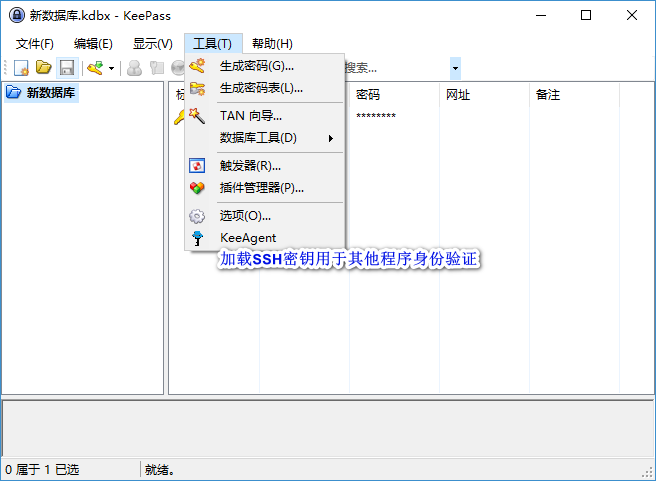 新数据库.kdbx - KeePass
文件(F) 编辑(E) 显示(V) 工具(T) 帮助(H)
搜索...
新数据库
密码 网址 备注
********
生成密码(G)...
生成密码表(L)...
TAN 向导...
数据库工具(D)
触发器(R)...
插件管理器(P)...
选项(O)...
KeeAgent
加载SSH密钥用于其他程序身份验证
0 属于 1 已选 就绪。